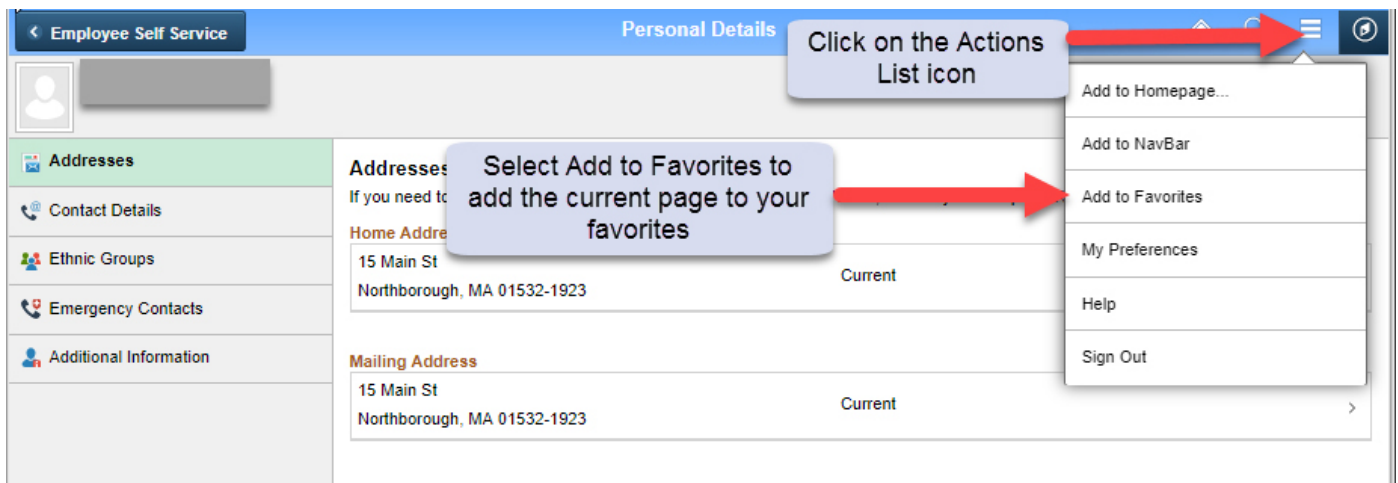 Employee Self Service
Personal Details
Click on the Actions
List icon
Add to Homepage...
Add to NavBar
Add to Favorites
My Preferences
Help
Sign Out
Addresses
Contact Details
Ethnic Groups
Emergency Contacts
Additional Information
Addresses
If you need to
Select Add to Favorites to
add the current page to your
favorites
Home Addre
15 Main St
Northborough, MA 01532-1923
Current
Mailing Address
15 Main St
Northborough, MA 01532-1923
Current